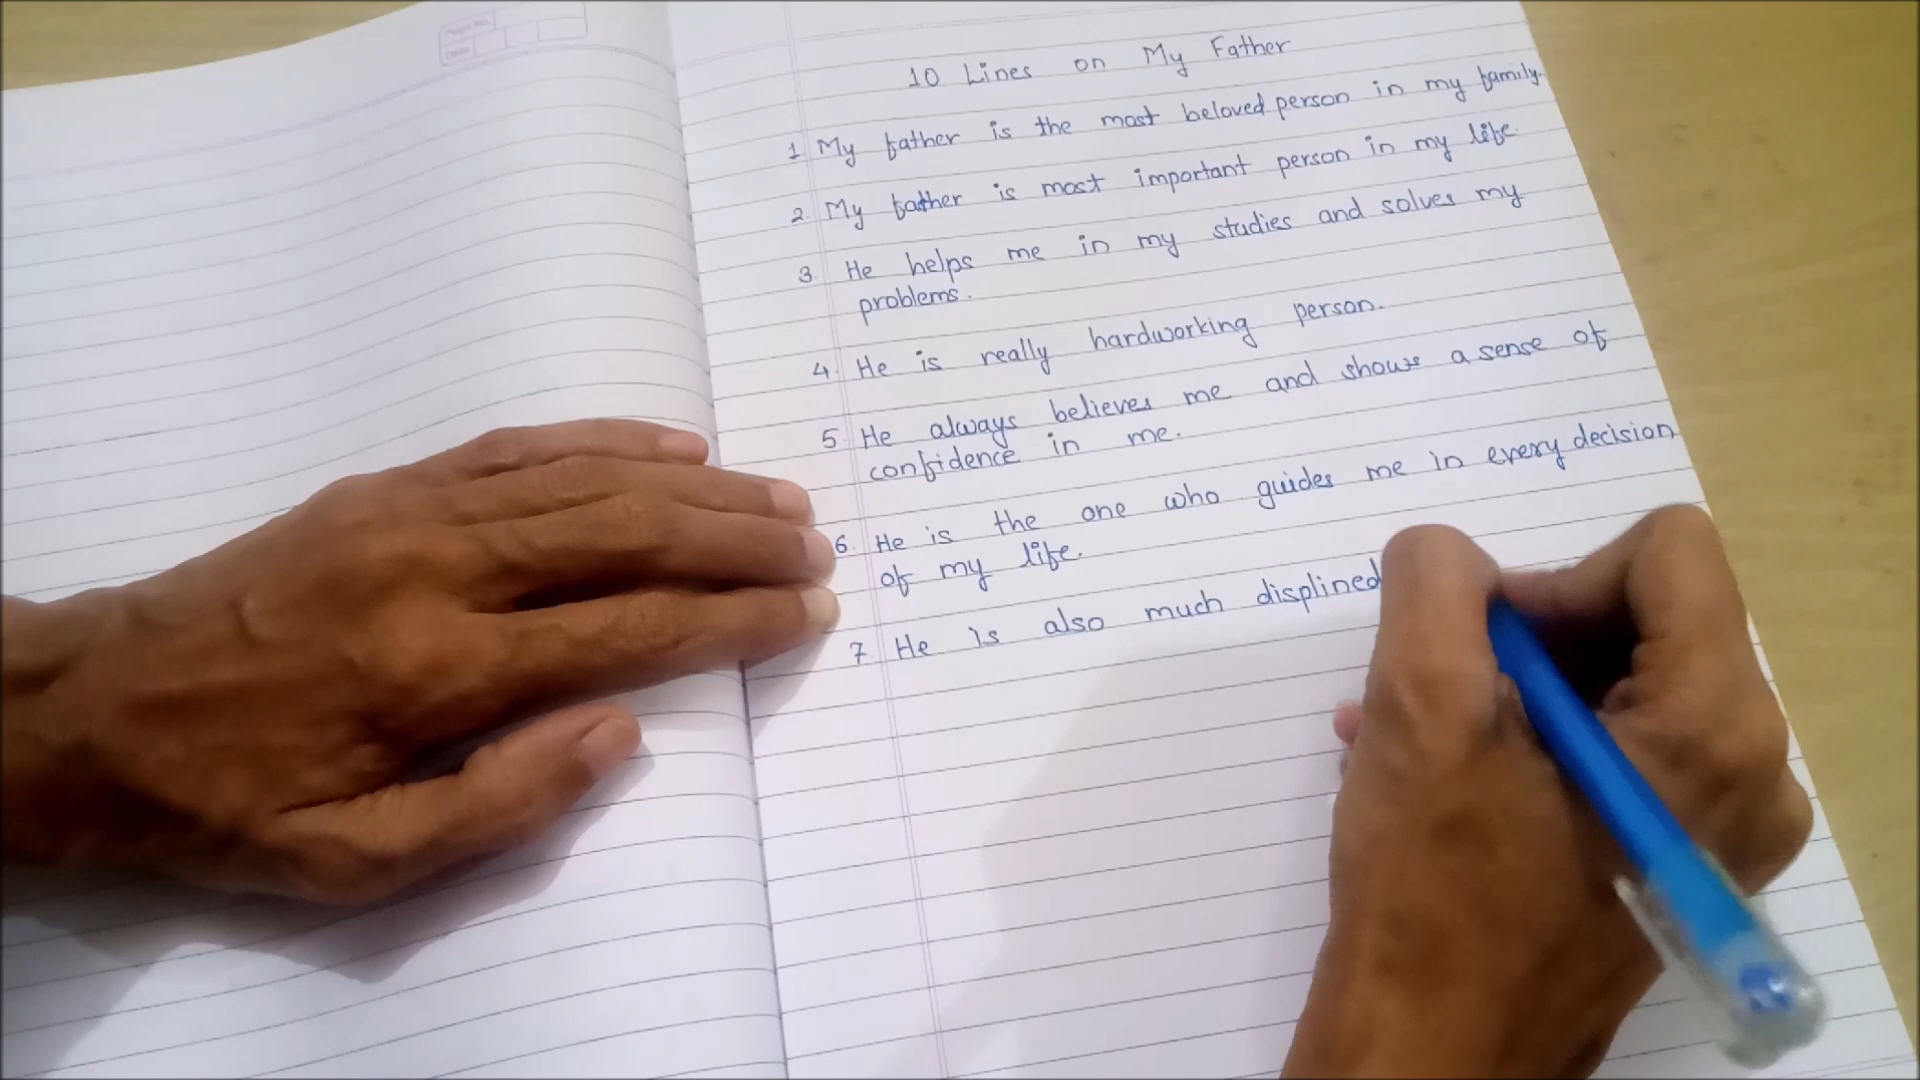 Page No.
Date
10 Lines on My Father
1. My father is the most beloved person in my family.
2. My father is most important person in my life.
3. He helps me in my studies and solves my
problems.
4. He is really hardworking person.
5. He always believes me and shows a sense of
confidence in me.
6. He is the one who guides me in every decision
of my life.
7. He is also much displined